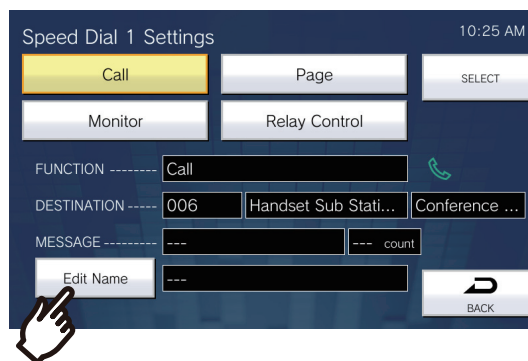 Speed Dial 1 Settings 10:25 AM
Call Page SELECT
Monitor Relay Control
FUNCTION -------- Call
DESTINATION ----- 006 Handset Sub Stati... Conference ...
MESSAGE --------- --- --- count
Edit Name ---
BACK